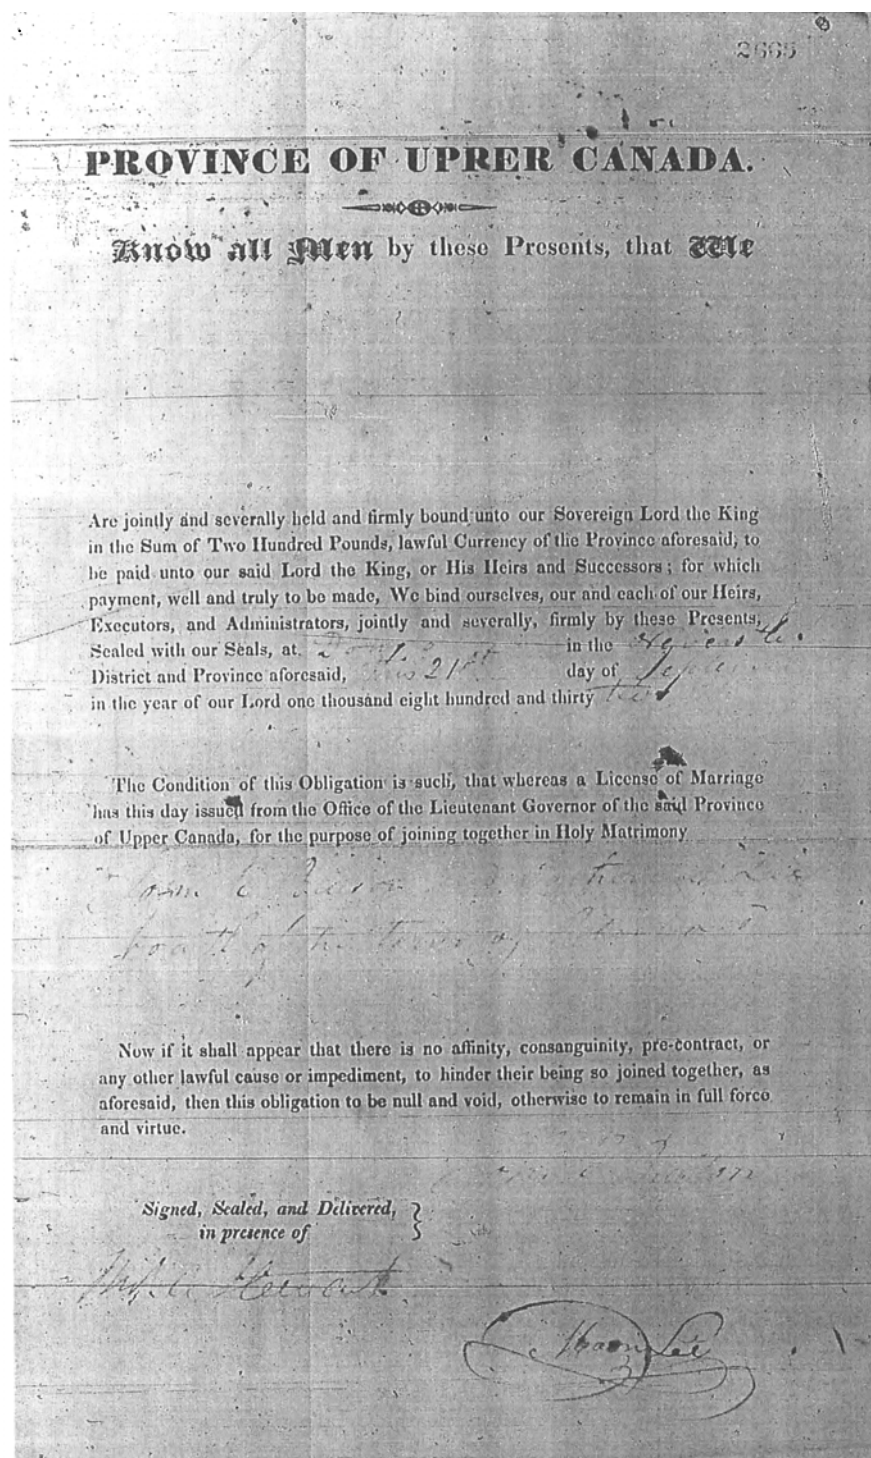 2665
PROVINCE OF UPRER CANADA.
Know all Men by these Presents, that We
Are jointly and severally held and firmly bound unto our Sovereign Lord the King
in the Sum of Two Hundred Pounds, lawful Currency of the Province aforesaid, to
be paid unto our said Lord the King, or His Heirs and Successors; for which
payment, well and truly to be made, We bind ourselves, our and each of our Heirs,
Executors, and Administrators, jointly and severally, firmly by these Presents,
Sealed with our Seals, at in the
District and Province aforesaid, this 21st day of
in the year of our Lord one thousand eight hundred and thirty two
The Condition of this Obligation is such, that whereas a License of Marriage
has this day issued from the Office of the Lieutenant Governor of the said Province
of Upper Canada, for the purpose of joining together in Holy Matrimony
of the
Now if it shall appear that there is no affinity, consanguinity, pre-contract, or
any other lawful cause or impediment, to hinder their being so joined together, as
aforesaid, then this obligation to be null and void, otherwise to remain in full force
and virtue.
Signed, Sealed, and Delivered,
in presence of
Stewart
Lee